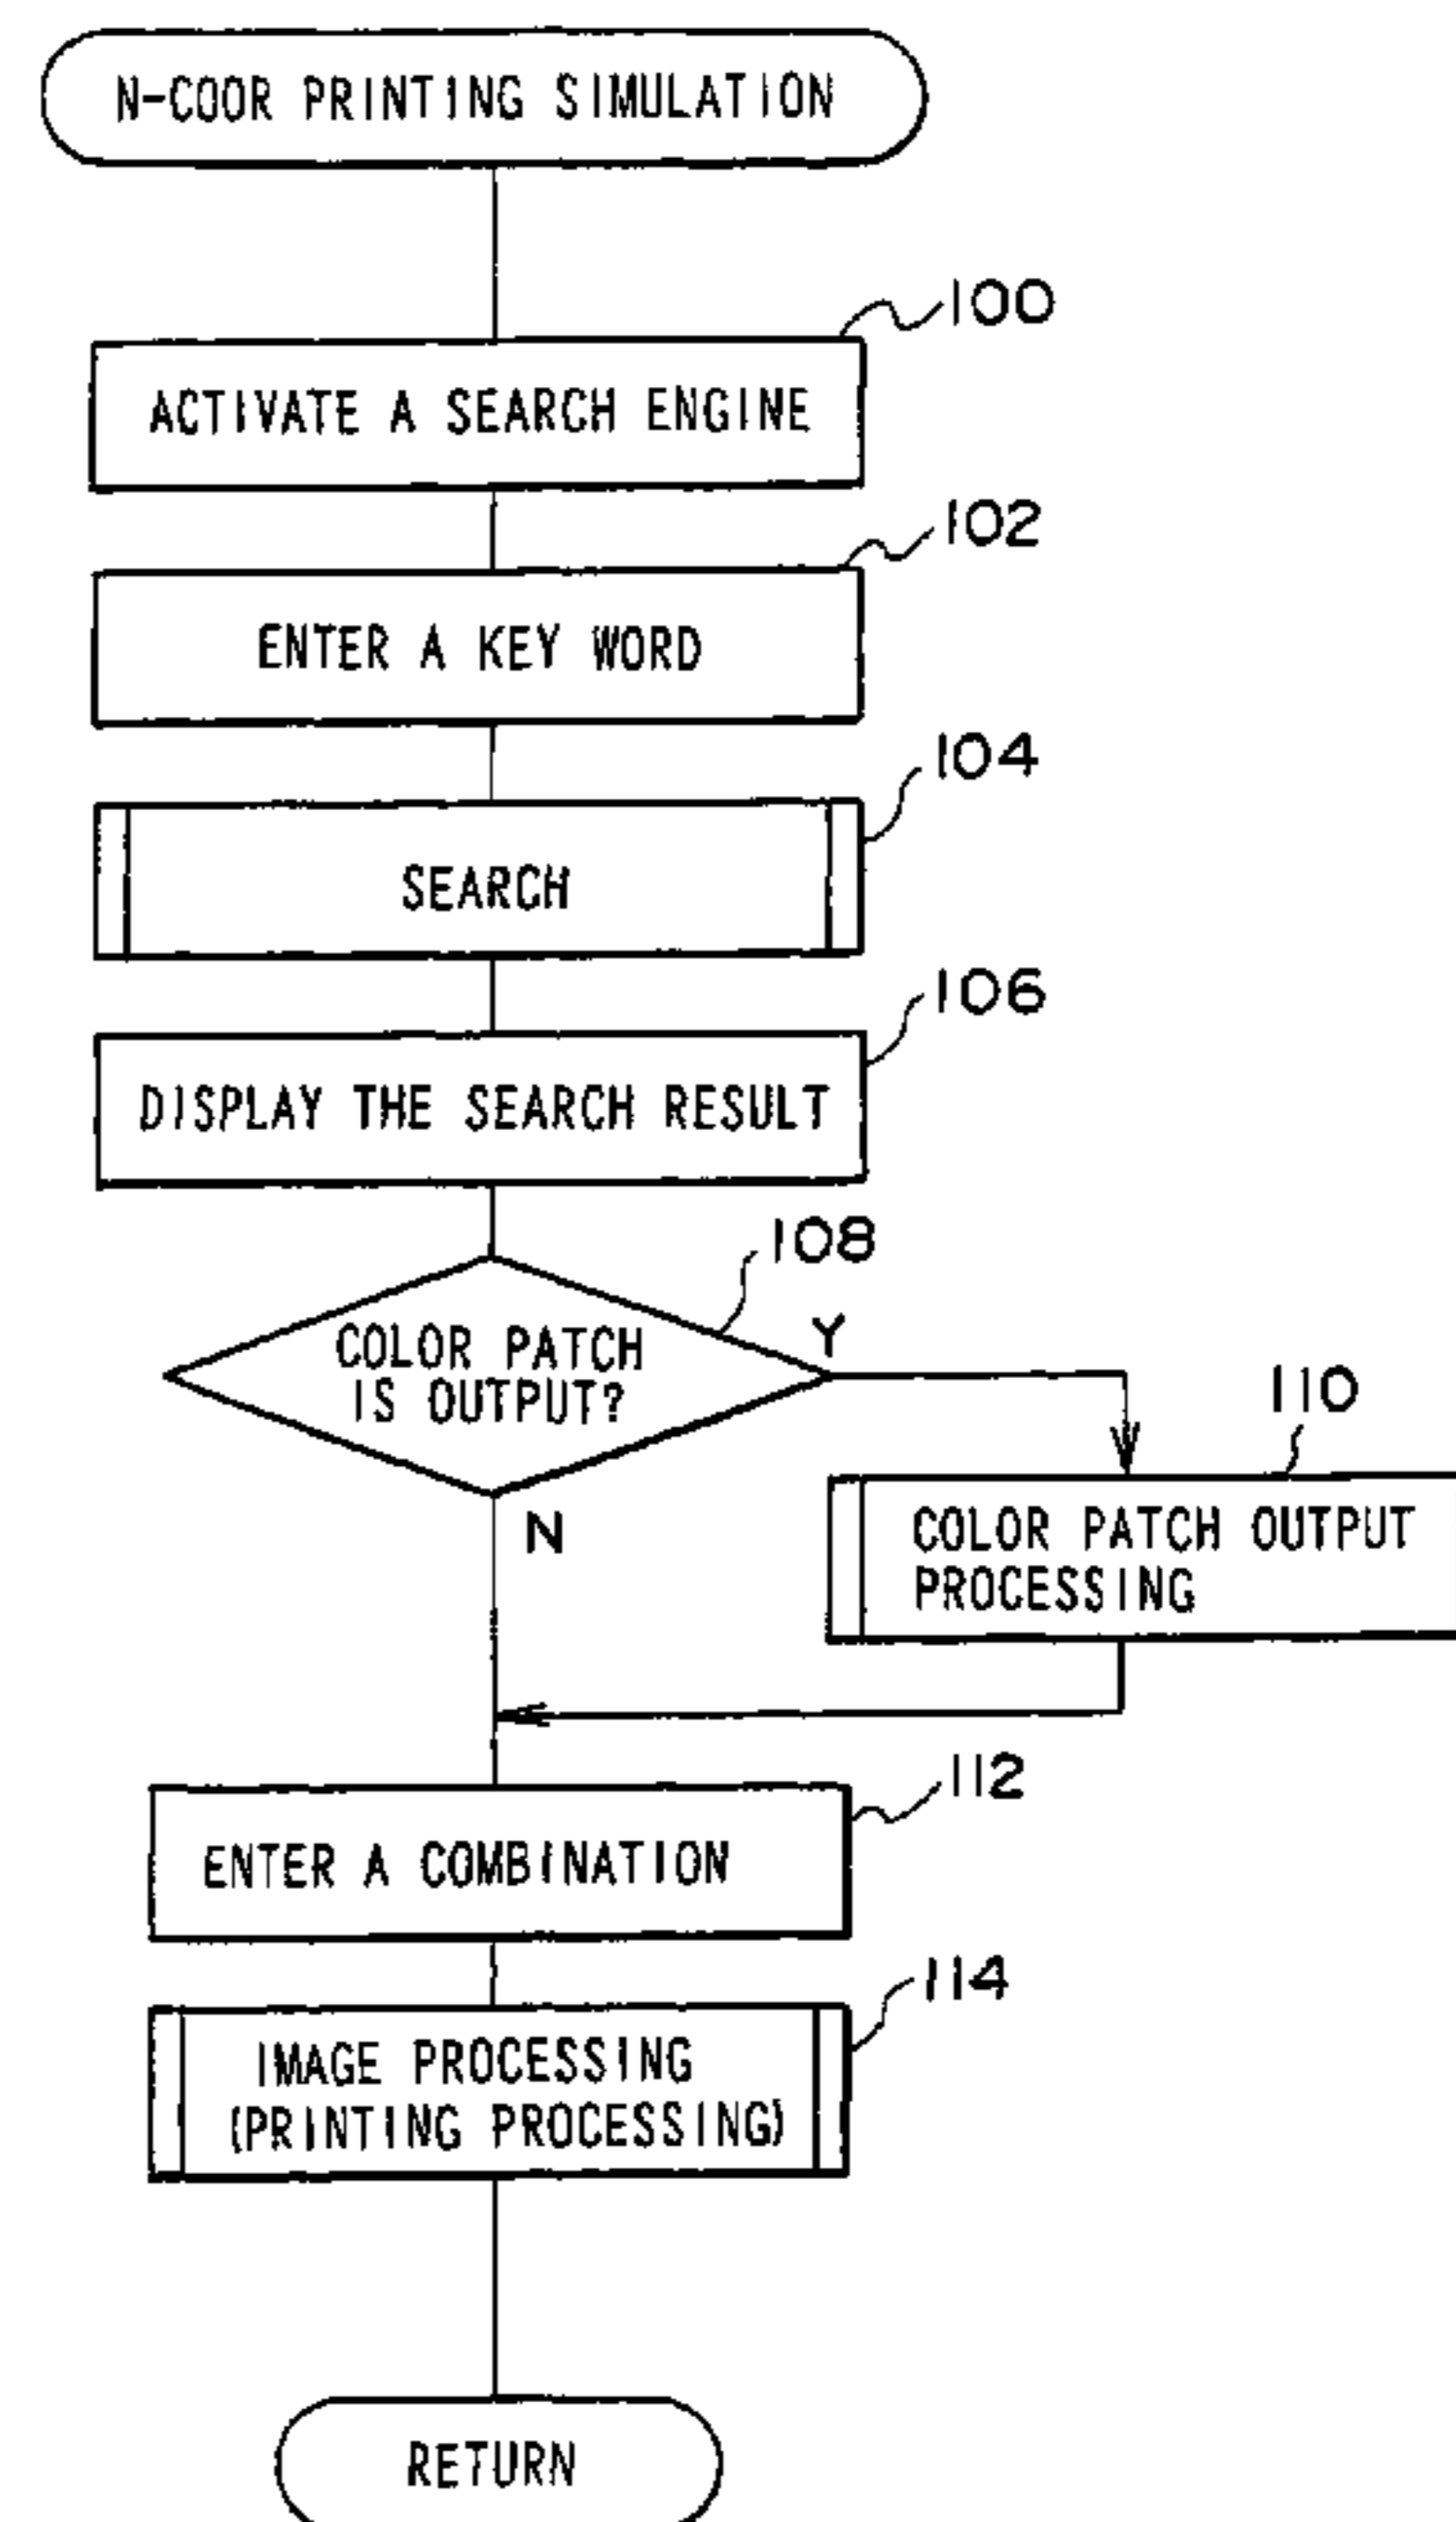 N-COOR PRINTING SIMULATION
100
ACTIVATE A SEARCH ENGINE
102
ENTER A KEY WORD
104
SEARCH
106
DISPLAY THE SEARCH RESULT
108
COLOR PATCH
IS OUTPUT?
Y
N
110
COLOR PATCH OUTPUT
PROCESSING
112
ENTER A COMBINATION
114
IMAGE PROCESSING
(PRINTING PROCESSING)
RETURN